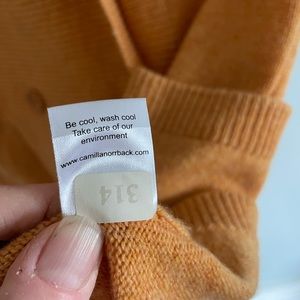 Be cool, wash cool
Take care of our
environment
www.camillanorrback.com
314